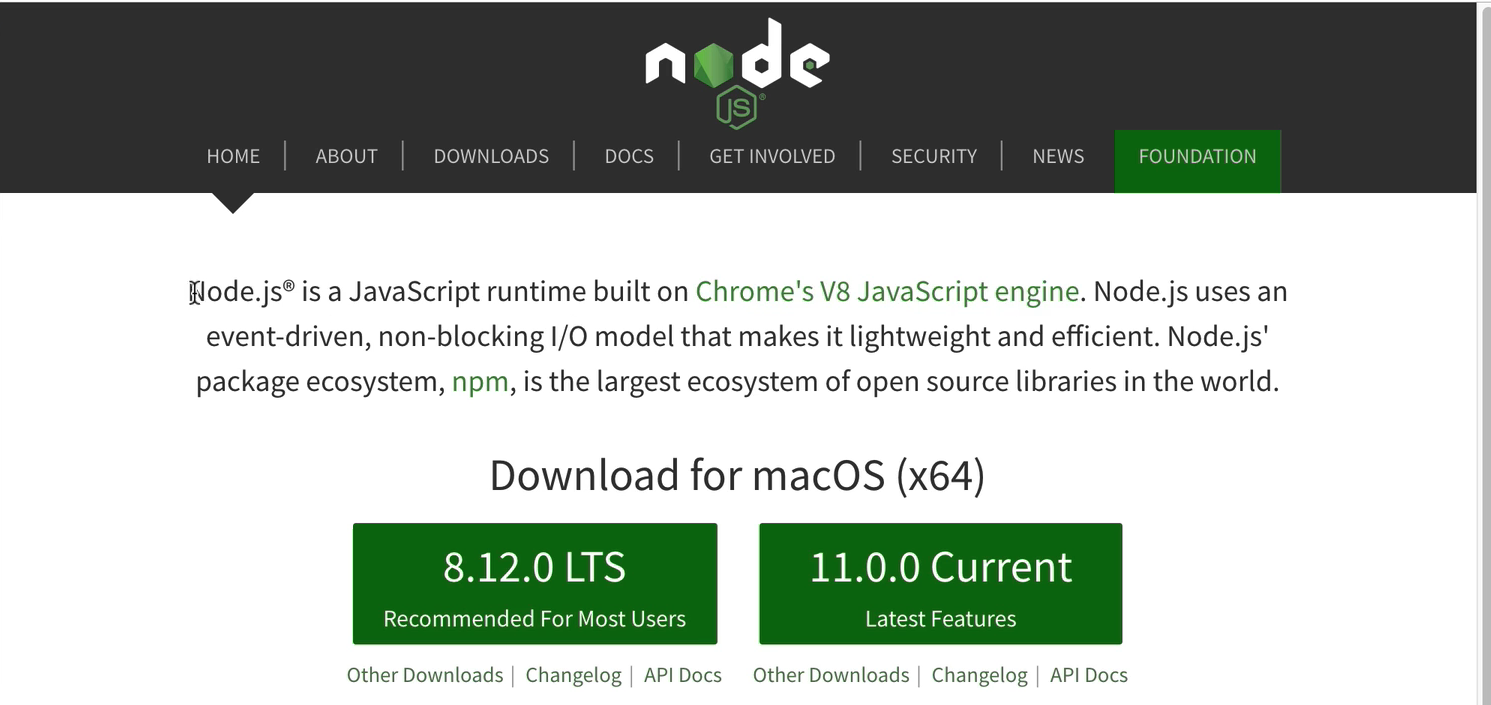 node
JS®
HOME | ABOUT | DOWNLOADS | DOCS | GET INVOLVED | SECURITY | NEWS | FOUNDATION
Node.js® is a JavaScript runtime built on Chrome's V8 JavaScript engine. Node.js uses an
event-driven, non-blocking I/O model that makes it lightweight and efficient. Node.js'
package ecosystem, npm, is the largest ecosystem of open source libraries in the world.
Download for macOS (x64)
8.12.0 LTS
Recommended For Most Users
11.0.0 Current
Latest Features
Other Downloads | Changelog | API Docs
Other Downloads | Changelog | API Docs